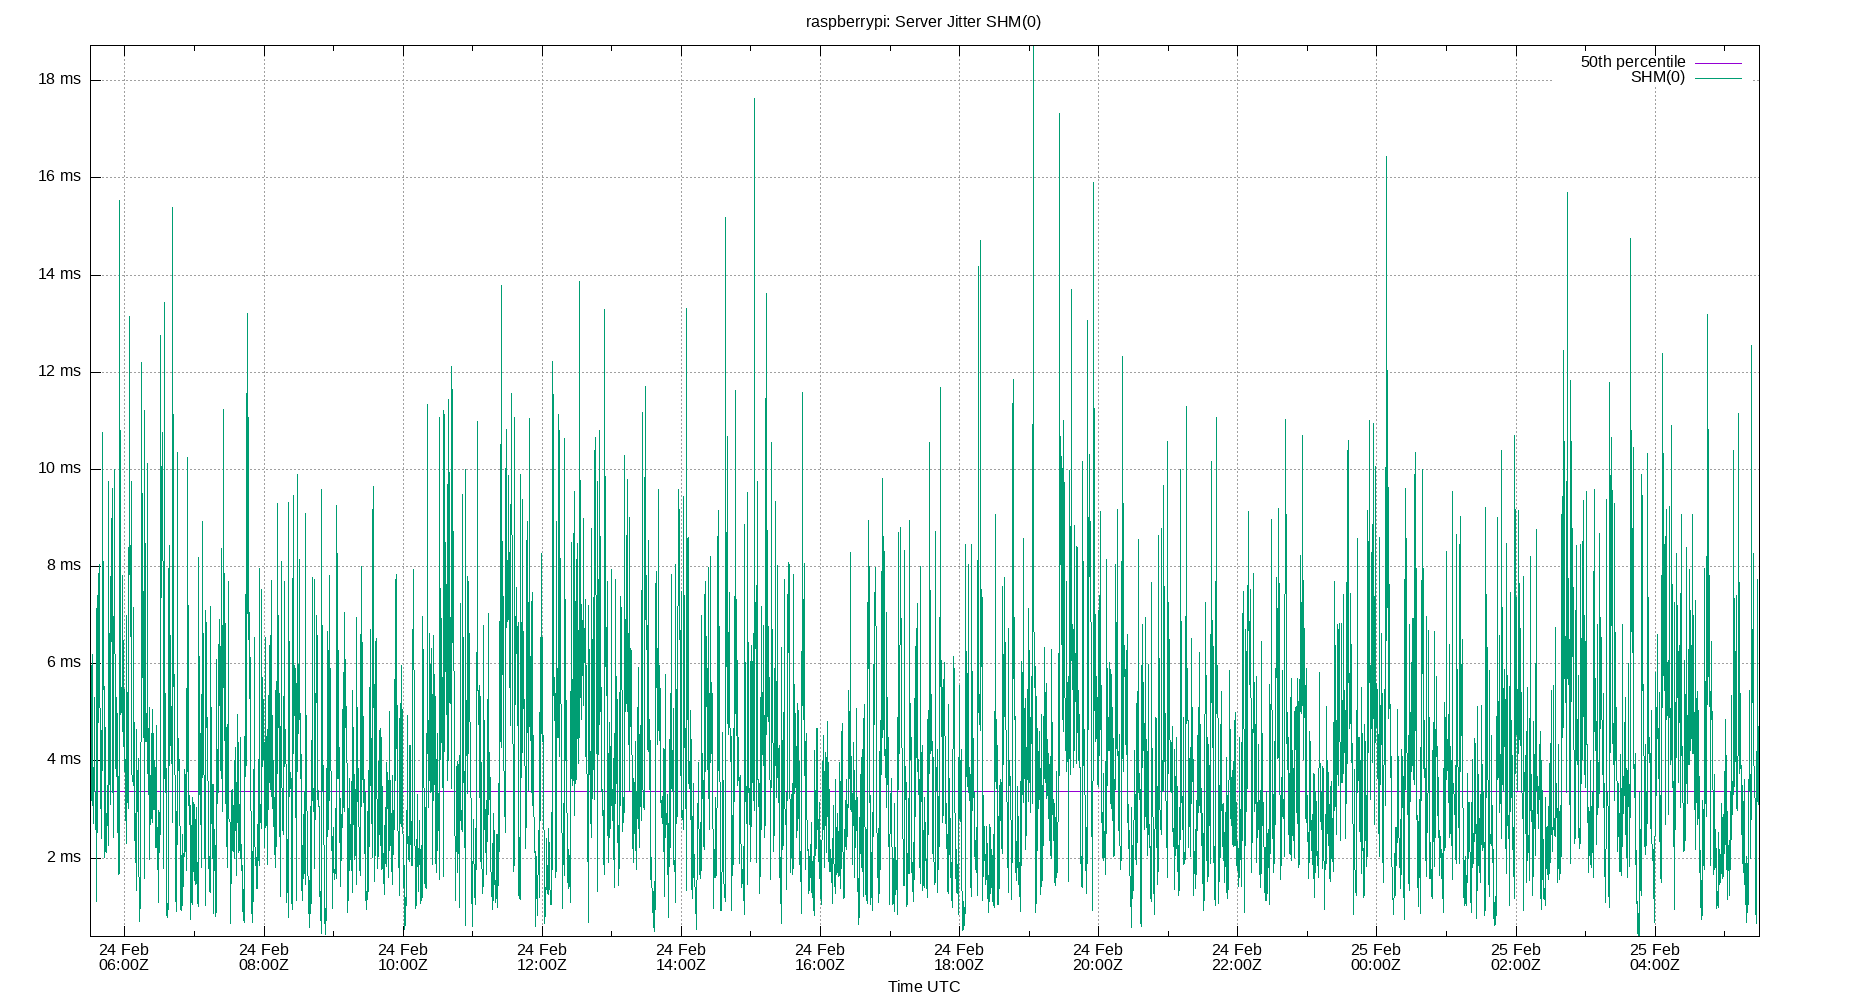 raspberrypi: Server Jitter SHM(0)
50th percentile
SHM(0)
18 ms
16 ms
14 ms
12 ms
10 ms
8 ms
6 ms
4 ms
2 ms
24 Feb 24 Feb 24 Feb 24 Feb 24 Feb 24 Feb 24 Feb 24 Feb 24 Feb 25 Feb 25 Feb 25 Feb
06:00Z 08:00Z 10:00Z 12:00Z 14:00Z 16:00Z 18:00Z 20:00Z 22:00Z 00:00Z 02:00Z 04:00Z
Time UTC